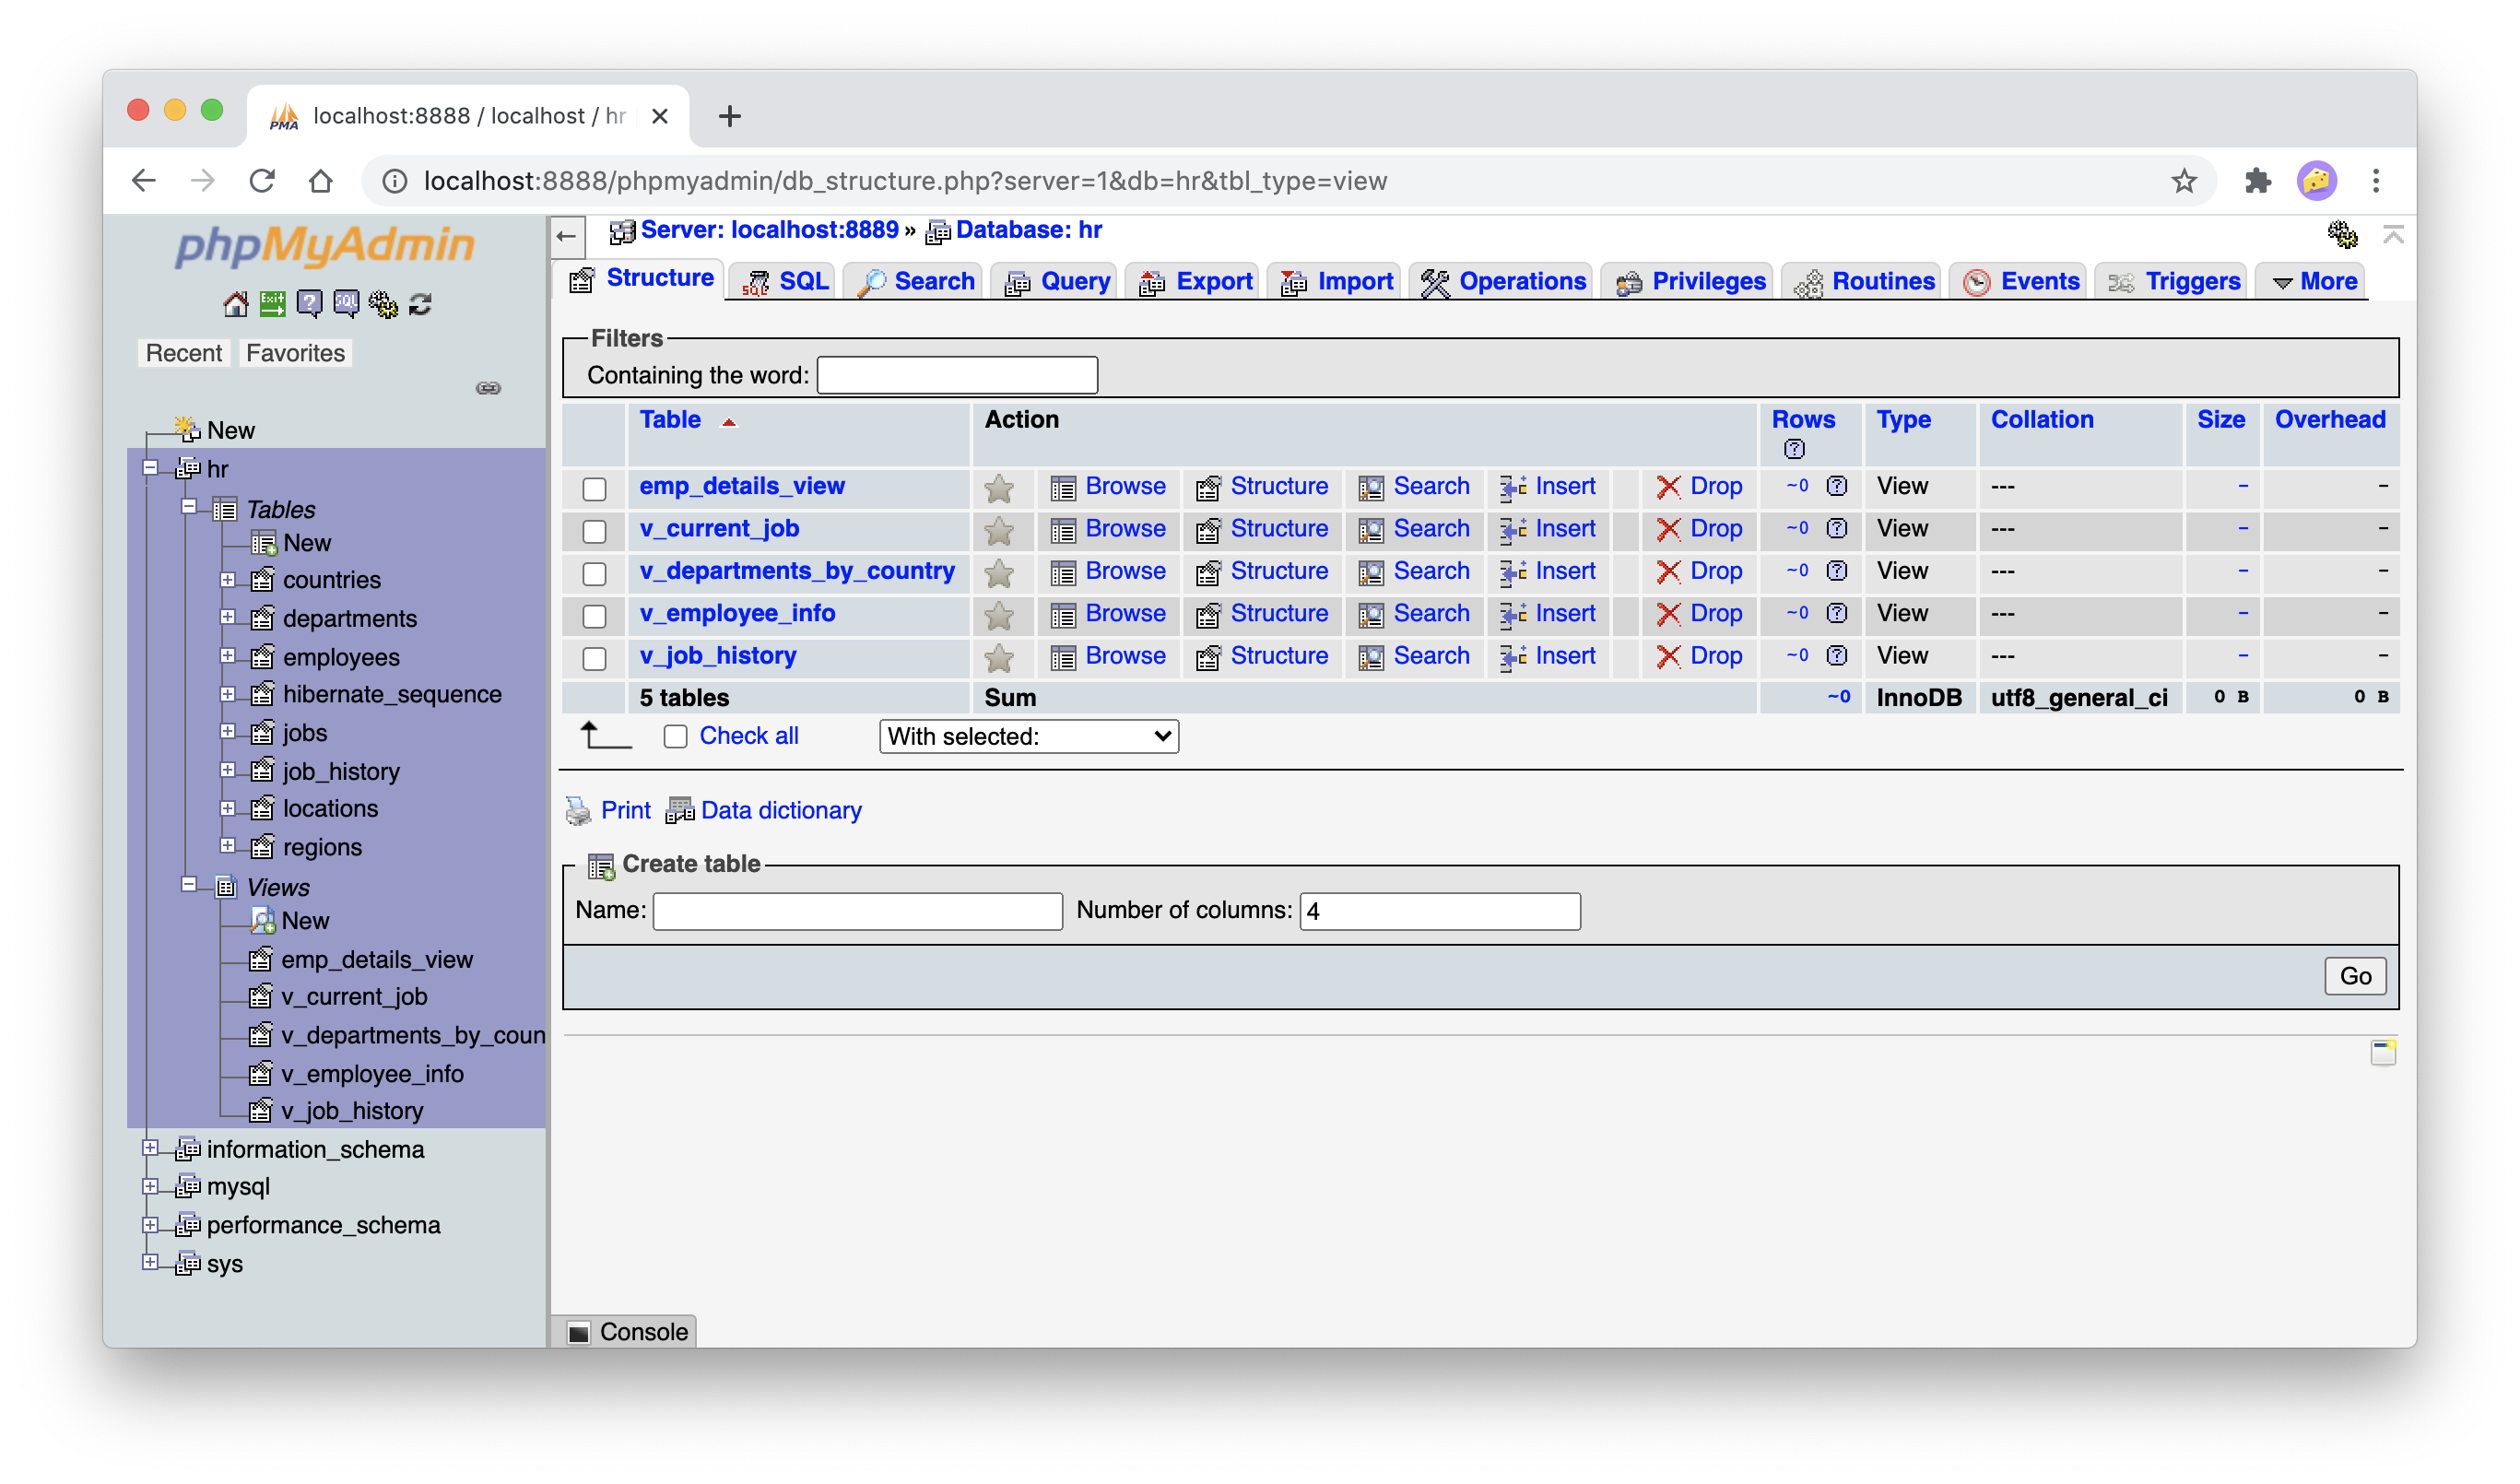 localhost:8888 / localhost / hr
localhost:8888/phpmyadmin/db_structure.php?server=1&db=hr&tbl_type=view
phpMyAdmin
Recent Favorites
New
hr
Tables
New
countries
departments
employees
hibernate_sequence
jobs
job_history
locations
regions
Views
New
emp_details_view
v_current_job
v_departments_by_coun
v_employee_info
v_job_history
information_schema
mysql
performance_schema
sys
Server: localhost:8889 » Database: hr
Structure SQL Search Query Export Import Operations Privileges Routines Events Triggers More
Filters
Containing the word:
Table Action Rows Type Collation Size Overhead
emp_details_view Browse Structure Search Insert Drop ~0 View --- - -
v_current_job Browse Structure Search Insert Drop ~0 View --- - -
v_departments_by_country Browse Structure Search Insert Drop ~0 View --- - -
v_employee_info Browse Structure Search Insert Drop ~0 View --- - -
v_job_history Browse Structure Search Insert Drop ~0 View --- - -
5 tables Sum ~0 InnoDB utf8_general_ci 0 B 0 B
Check all With selected:
Print Data dictionary
Create table
Name: Number of columns: 4
Go
Console